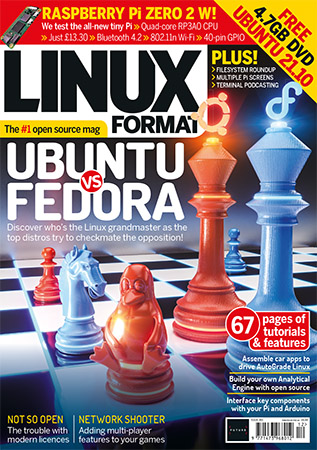 RASPBERRY Pi ZERO 2 W!
We test the all-new tiny Pi » Quad-core RP3A0 CPU
» Just £13.30 » Bluetooth 4.2 » 802.11n Wi-Fi » 40-pin GPIO
FREE
4.7GB DVD
UBUNTU 21.10
LINUX
FORMAT
The #1 open source mag
PLUS!
› FILESYSTEM ROUNDUP
› MULTIPLE Pi SCREENS
› TERMINAL PODCASTING
UBUNTU
VS
FEDORA
Discover who's the Linux grandmaster as the
top distros try to checkmate the opposition!
67 pages of
tutorials
& features
Assemble car apps to
drive AutoGrade Linux
Build your own Analytical
Engine with open source
Interface key components
with your Pi and Arduino
NOT SO OPEN
The trouble with
modern licences
NETWORK SHOOTER
Adding multi-player
features to your games
FUTURE
12
9 771473 968012